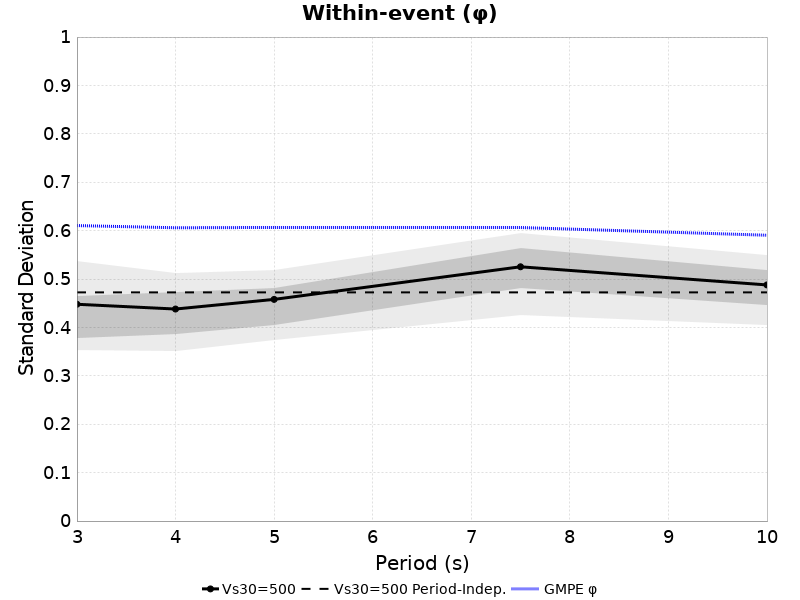 Within-event (φ)
1
0.9
0.8
0.7
0.6
0.5
0.4
0.3
0.2
0.1
0
Standard Deviation
3 4 5 6 7 8 9 10
Period (s)
Vs30=500 Vs30=500 Period-Indep. GMPE φ